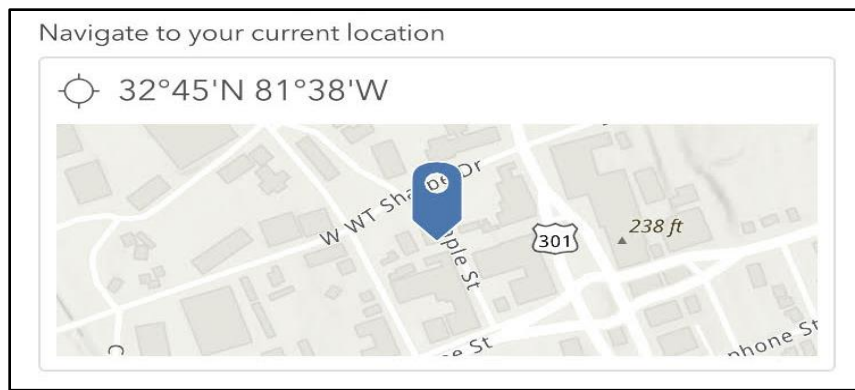 Navigate to your current location
32°45'N 81°38'W
W WT Sha pe Dr
ple St
301
238 ft
e St
phone St
C